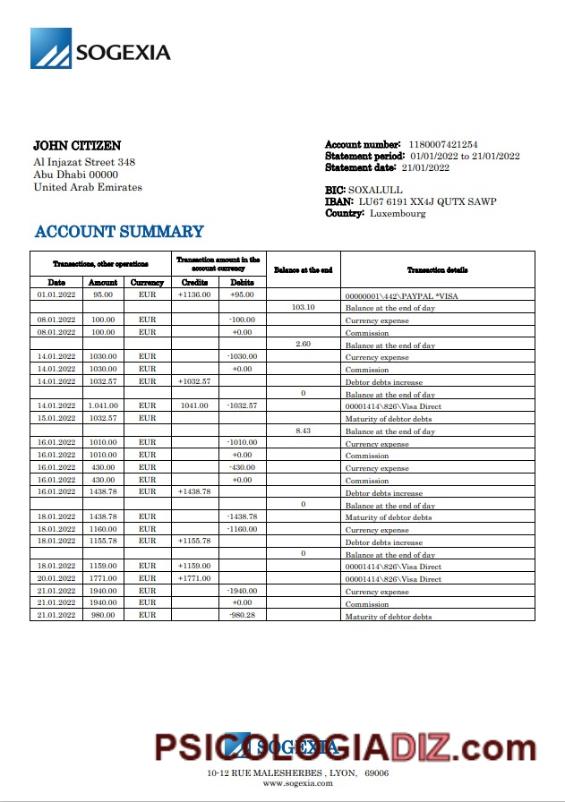 SOGEXIA
JOHN CITIZEN
Al Injazat Street 348
Abu Dhabi 00000
United Arab Emirates
Account number: 1180007421254
Statement period: 01/01/2022 to 21/01/2022
Statement date: 21/01/2022
BIC: SOXALULL
IBAN: LU67 6191 XX4J QUTX SAWP
Country: Luxembourg
ACCOUNT SUMMARY
Transactions, other operations Transaction amount in the account currency Balance at the end Transaction details
Date Amount Currency Credits Debits
01.01.2022 95.00 EUR +1136.00 +95.00 00000001\442\PAYPAL *VISA
103.10 Balance at the end of day
08.01.2022 100.00 EUR -100.00 Currency expense
08.01.2022 100.00 EUR +0.00 Commission
2.60 Balance at the end of day
14.01.2022 1030.00 EUR -1030.00 Currency expense
14.01.2022 1030.00 EUR +0.00 Commission
14.01.2022 1032.57 EUR +1032.57 Debtor debts increase
0 Balance at the end of day
14.01.2022 1.041.00 EUR 1041.00 -1032.57 00001414\826\Visa Direct
15.01.2022 1032.57 EUR Maturity of debtor debts
8.43 Balance at the end of day
16.01.2022 1010.00 EUR -1010.00 Currency expense
16.01.2022 1010.00 EUR +0.00 Commission
16.01.2022 430.00 EUR -430.00 Currency expense
16.01.2022 430.00 EUR +0.00 Commission
16.01.2022 1438.78 EUR +1438.78 Debtor debts increase
0 Balance at the end of day
18.01.2022 1438.78 EUR -1438.78 Maturity of debtor debts
18.01.2022 1160.00 EUR -1160.00 Currency expense
18.01.2022 1155.78 EUR +1155.78 Debtor debts increase
0 Balance at the end of day
18.01.2022 1159.00 EUR +1159.00 00001414\826\Visa Direct
20.01.2022 1771.00 EUR +1771.00 00001414\826\Visa Direct
21.01.2022 1940.00 EUR -1940.00 Currency expense
21.01.2022 1940.00 EUR +0.00 Commission
21.01.2022 980.00 EUR -980.28 Maturity of debtor debts
SOGEXIA
PSICOLOGIADIZ.com
10-12 RUE MALESHERBES , LYON, 69006
www.sogexia.com